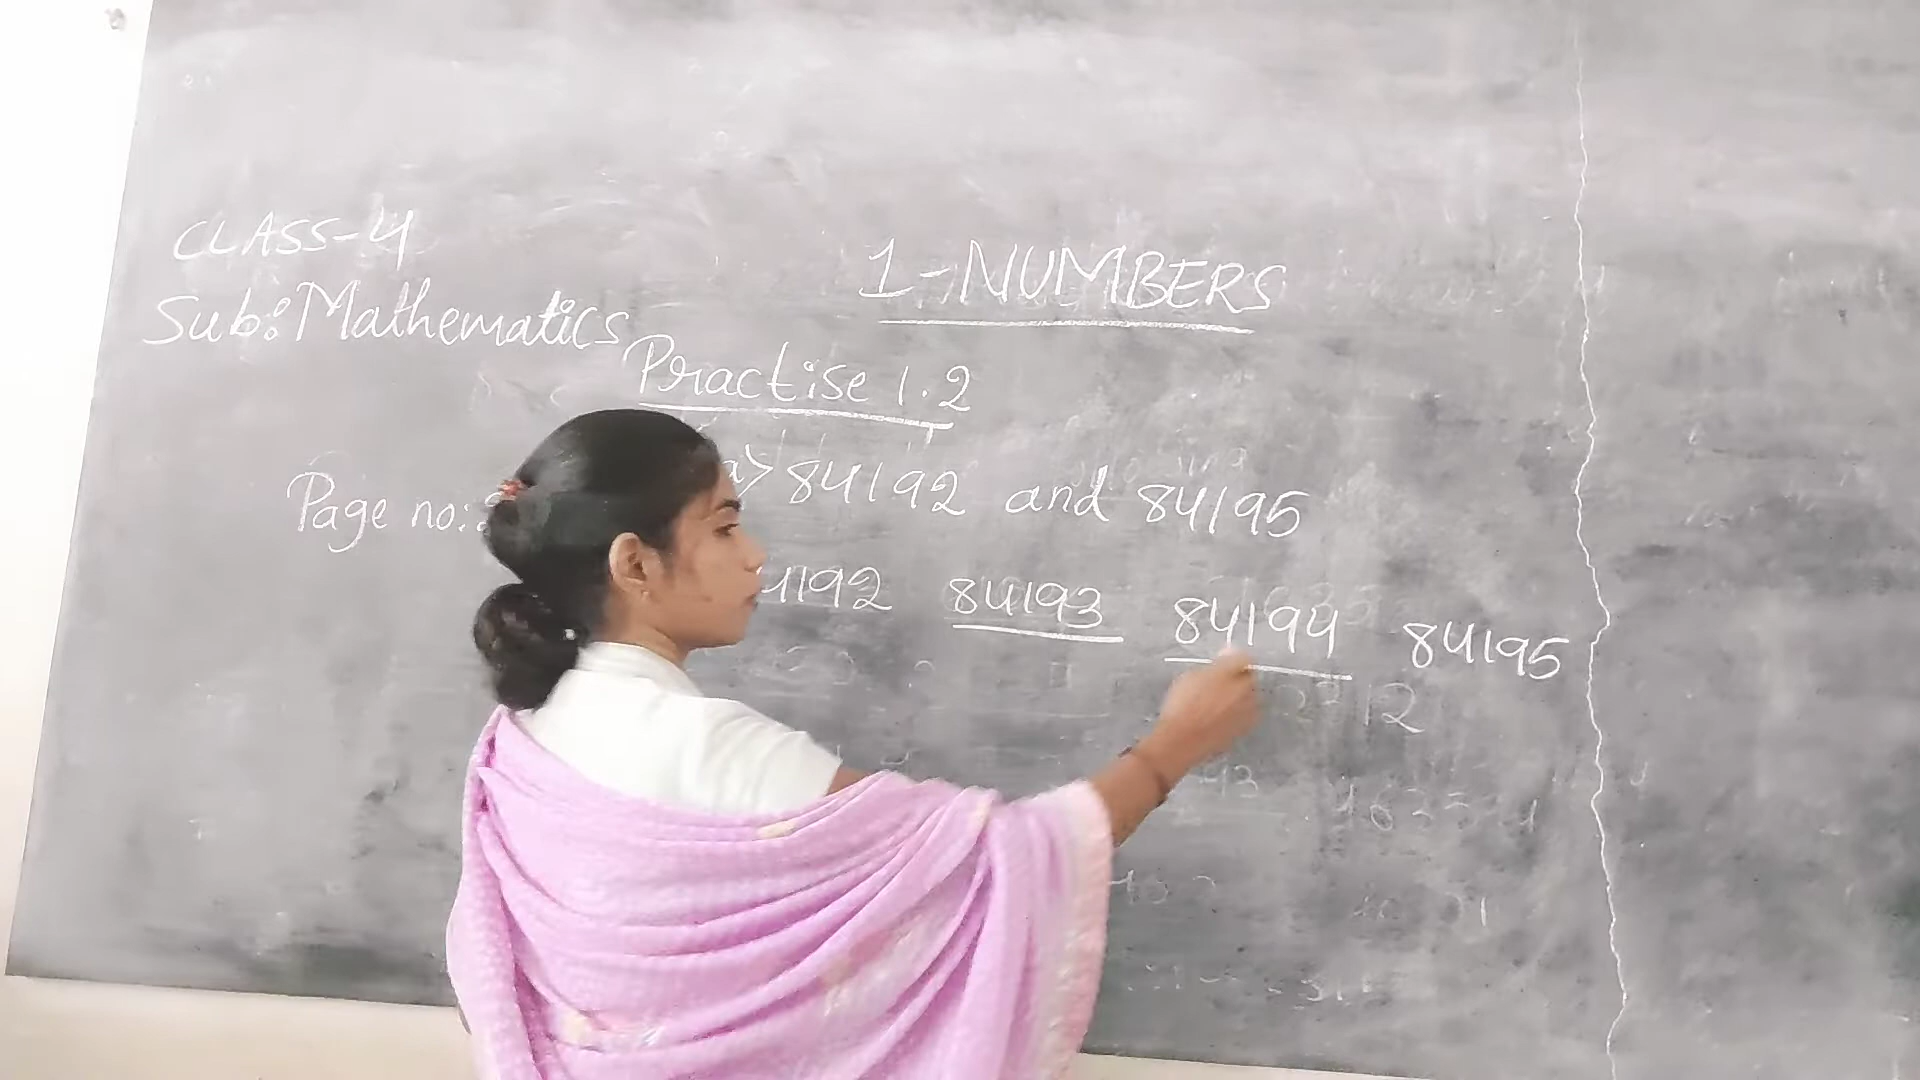 CLASS-4
1-NUMBERS
Sub: Mathematics
Practise 1.2
a> 84192 and 84195
Page no:
84193 84194 84195